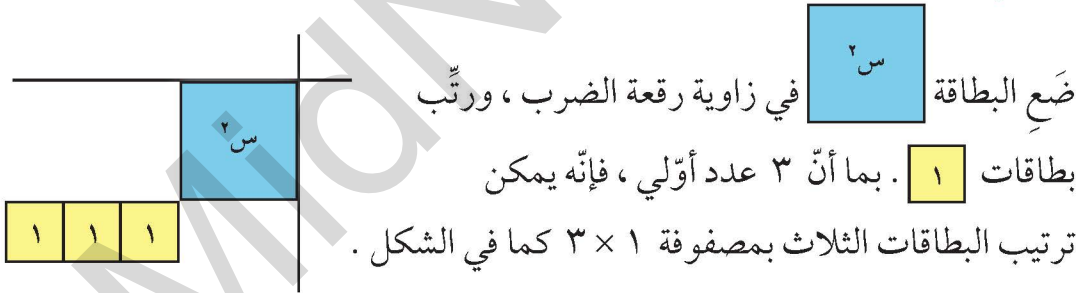 ضَعِ البطاقة س٢ في زاوية رقعة الضرب ، ورتِّب
بطاقات ١ . بما أنّ ٣ عدد أوّلي ، فإنّه يمكن
ترتيب البطاقات الثلاث بمصفوفة ١ × ٣ كما في الشكل .
س٢
١ ١ ١